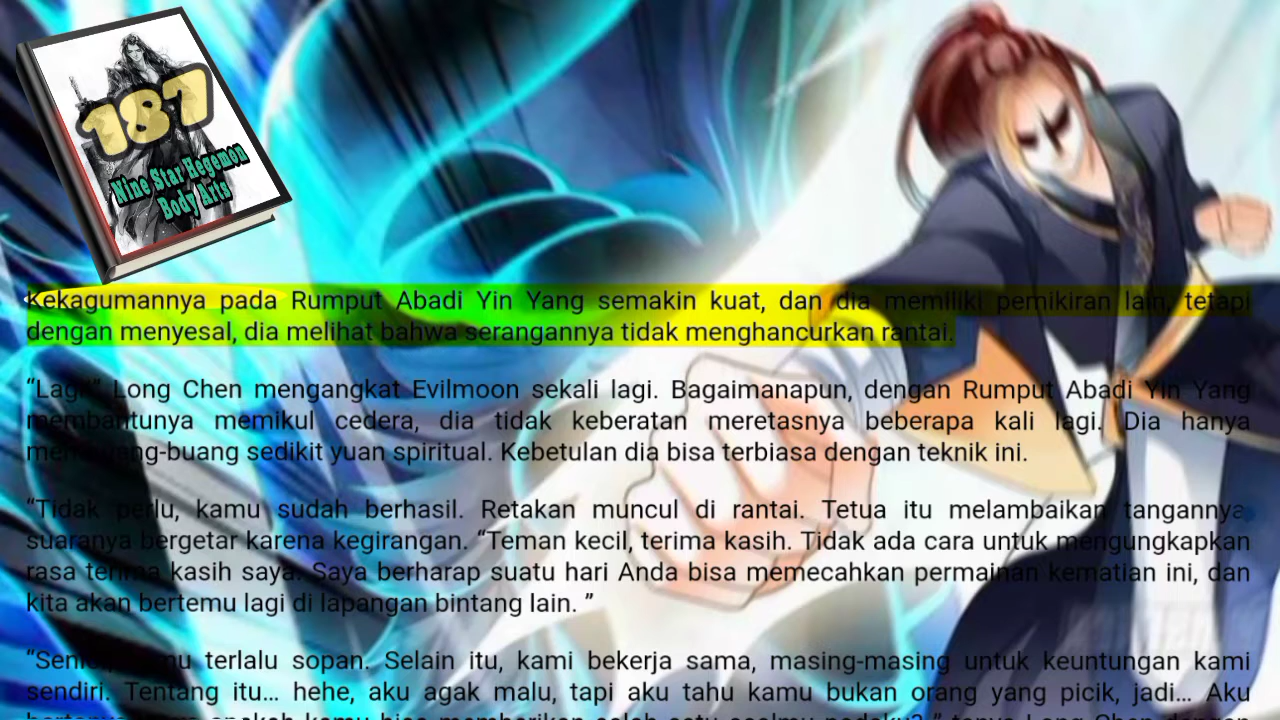 187
Nine Star Hegemon
Body Arts
Kekagumannya pada Rumput Abadi Yin Yang semakin kuat, dan dia memiliki pemikiran lain, tetapi
dengan menyesal, dia melihat bahwa serangannya tidak menghancurkan rantai.
“Lagi!” Long Chen mengangkat Evilmoon sekali lagi. Bagaimanapun, dengan Rumput Abadi Yin Yang
membantunya memikul cedera, dia tidak keberatan meretasnya beberapa kali lagi. Dia hanya
membuang-buang sedikit yuan spiritual. Kebetulan dia bisa terbiasa dengan teknik ini.
“Tidak perlu, kamu sudah berhasil. Retakan muncul di rantai. Tetua itu melambaikan tangannya,
suaranya bergetar karena kegirangan. “Teman kecil, terima kasih. Tidak ada cara untuk mengungkapkan
rasa terima kasih saya. Saya berharap suatu hari Anda bisa memecahkan permainan kematian ini, dan
kita akan bertemu lagi di lapangan bintang lain. ”
“Senior, kamu terlalu sopan. Selain itu, kami bekerja sama, masing-masing untuk keuntungan kami
sendiri. Tentang itu… hehe, aku agak malu, tapi aku tahu kamu bukan orang yang picik, jadi… Aku